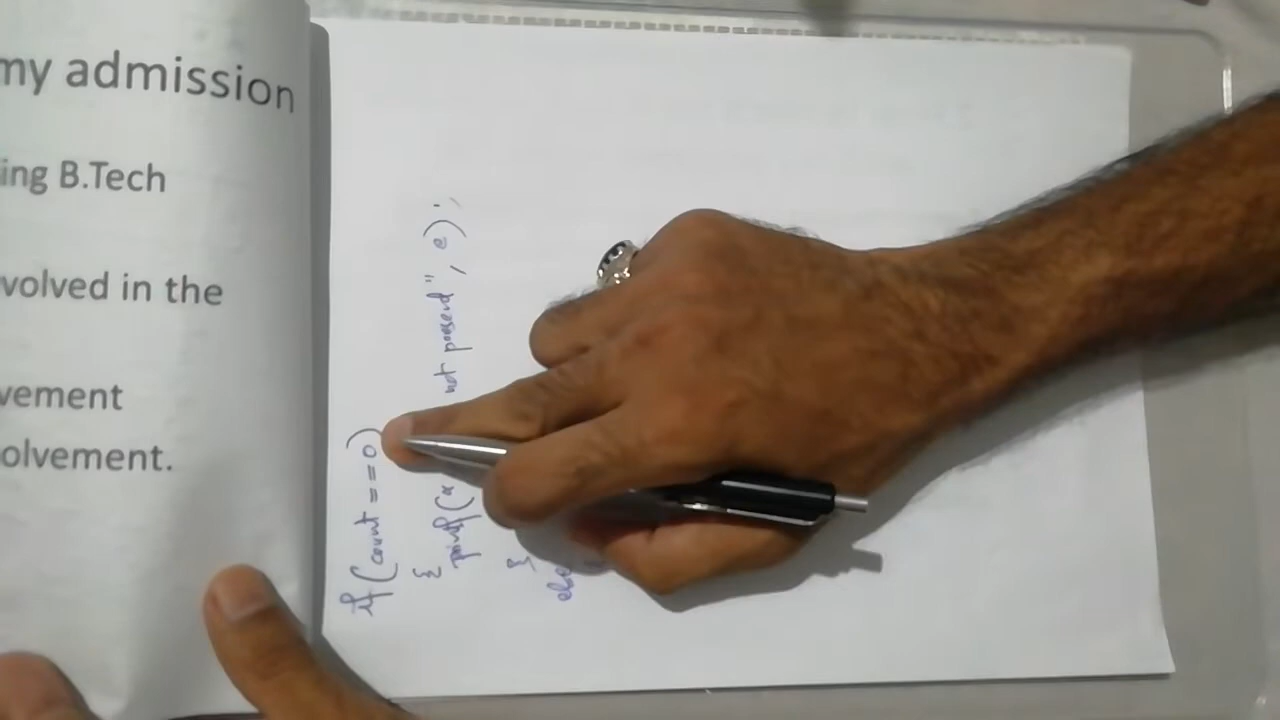 my admission
ing B.Tech
volved in the
vement
olvement.
if (count == 0)
{
printf(x not present", e);
}